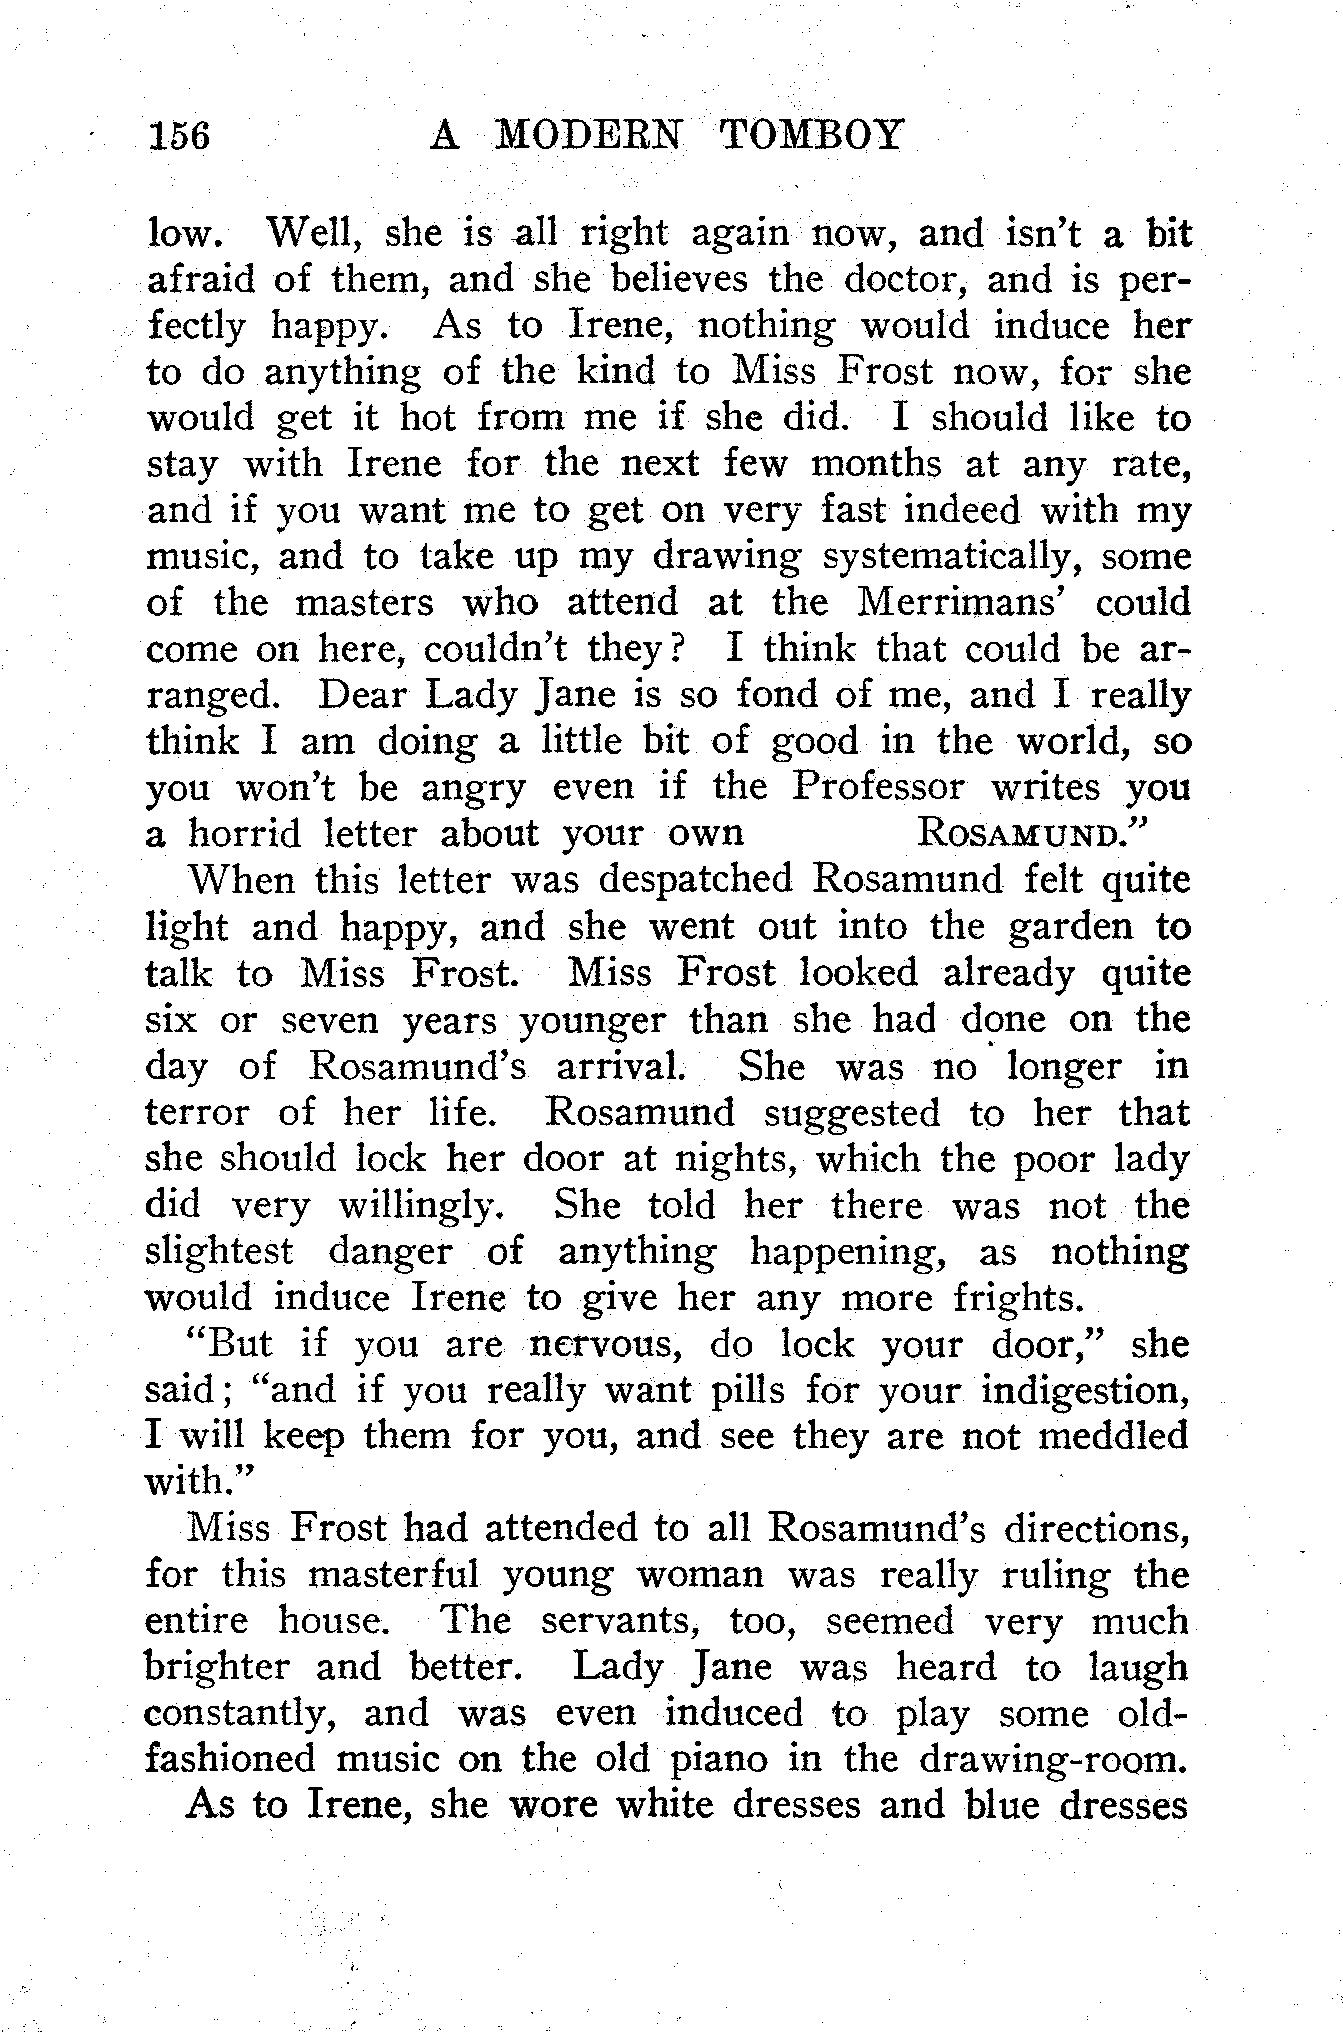 156 A MODERN TOMBOY
low. Well, she is all right again now, and isn't a bit
afraid of them, and she believes the doctor, and is per-
fectly happy. As to Irene, nothing would induce her
to do anything of the kind to Miss Frost now, for she
would get it hot from me if she did. I should like to
stay with Irene for the next few months at any rate,
and if you want me to get on very fast indeed with my
music, and to take up my drawing systematically, some
of the masters who attend at the Merrimans' could
come on here, couldn't they? I think that could be ar-
ranged. Dear Lady Jane is so fond of me, and I really
think I am doing a little bit of good in the world, so
you won't be angry even if the Professor writes you
a horrid letter about your own ROSAMUND."
When this letter was despatched Rosamund felt quite
light and happy, and she went out into the garden to
talk to Miss Frost. Miss Frost looked already quite
six or seven years younger than she had done on the
day of Rosamund's arrival. She was no longer in
terror of her life. Rosamund suggested to her that
she should lock her door at nights, which the poor lady
did very willingly. She told her there was not the
slightest danger of anything happening, as nothing
would induce Irene to give her any more frights.
"But if you are nervous, do lock your door," she
said; "and if you really want pills for your indigestion,
I will keep them for you, and see they are not meddled
with."
Miss Frost had attended to all Rosamund's directions,
for this masterful young woman was really ruling the
entire house. The servants, too, seemed very much
brighter and better. Lady Jane was heard to laugh
constantly, and was even induced to play some old-
fashioned music on the old piano in the drawing-room.
As to Irene, she wore white dresses and blue dresses